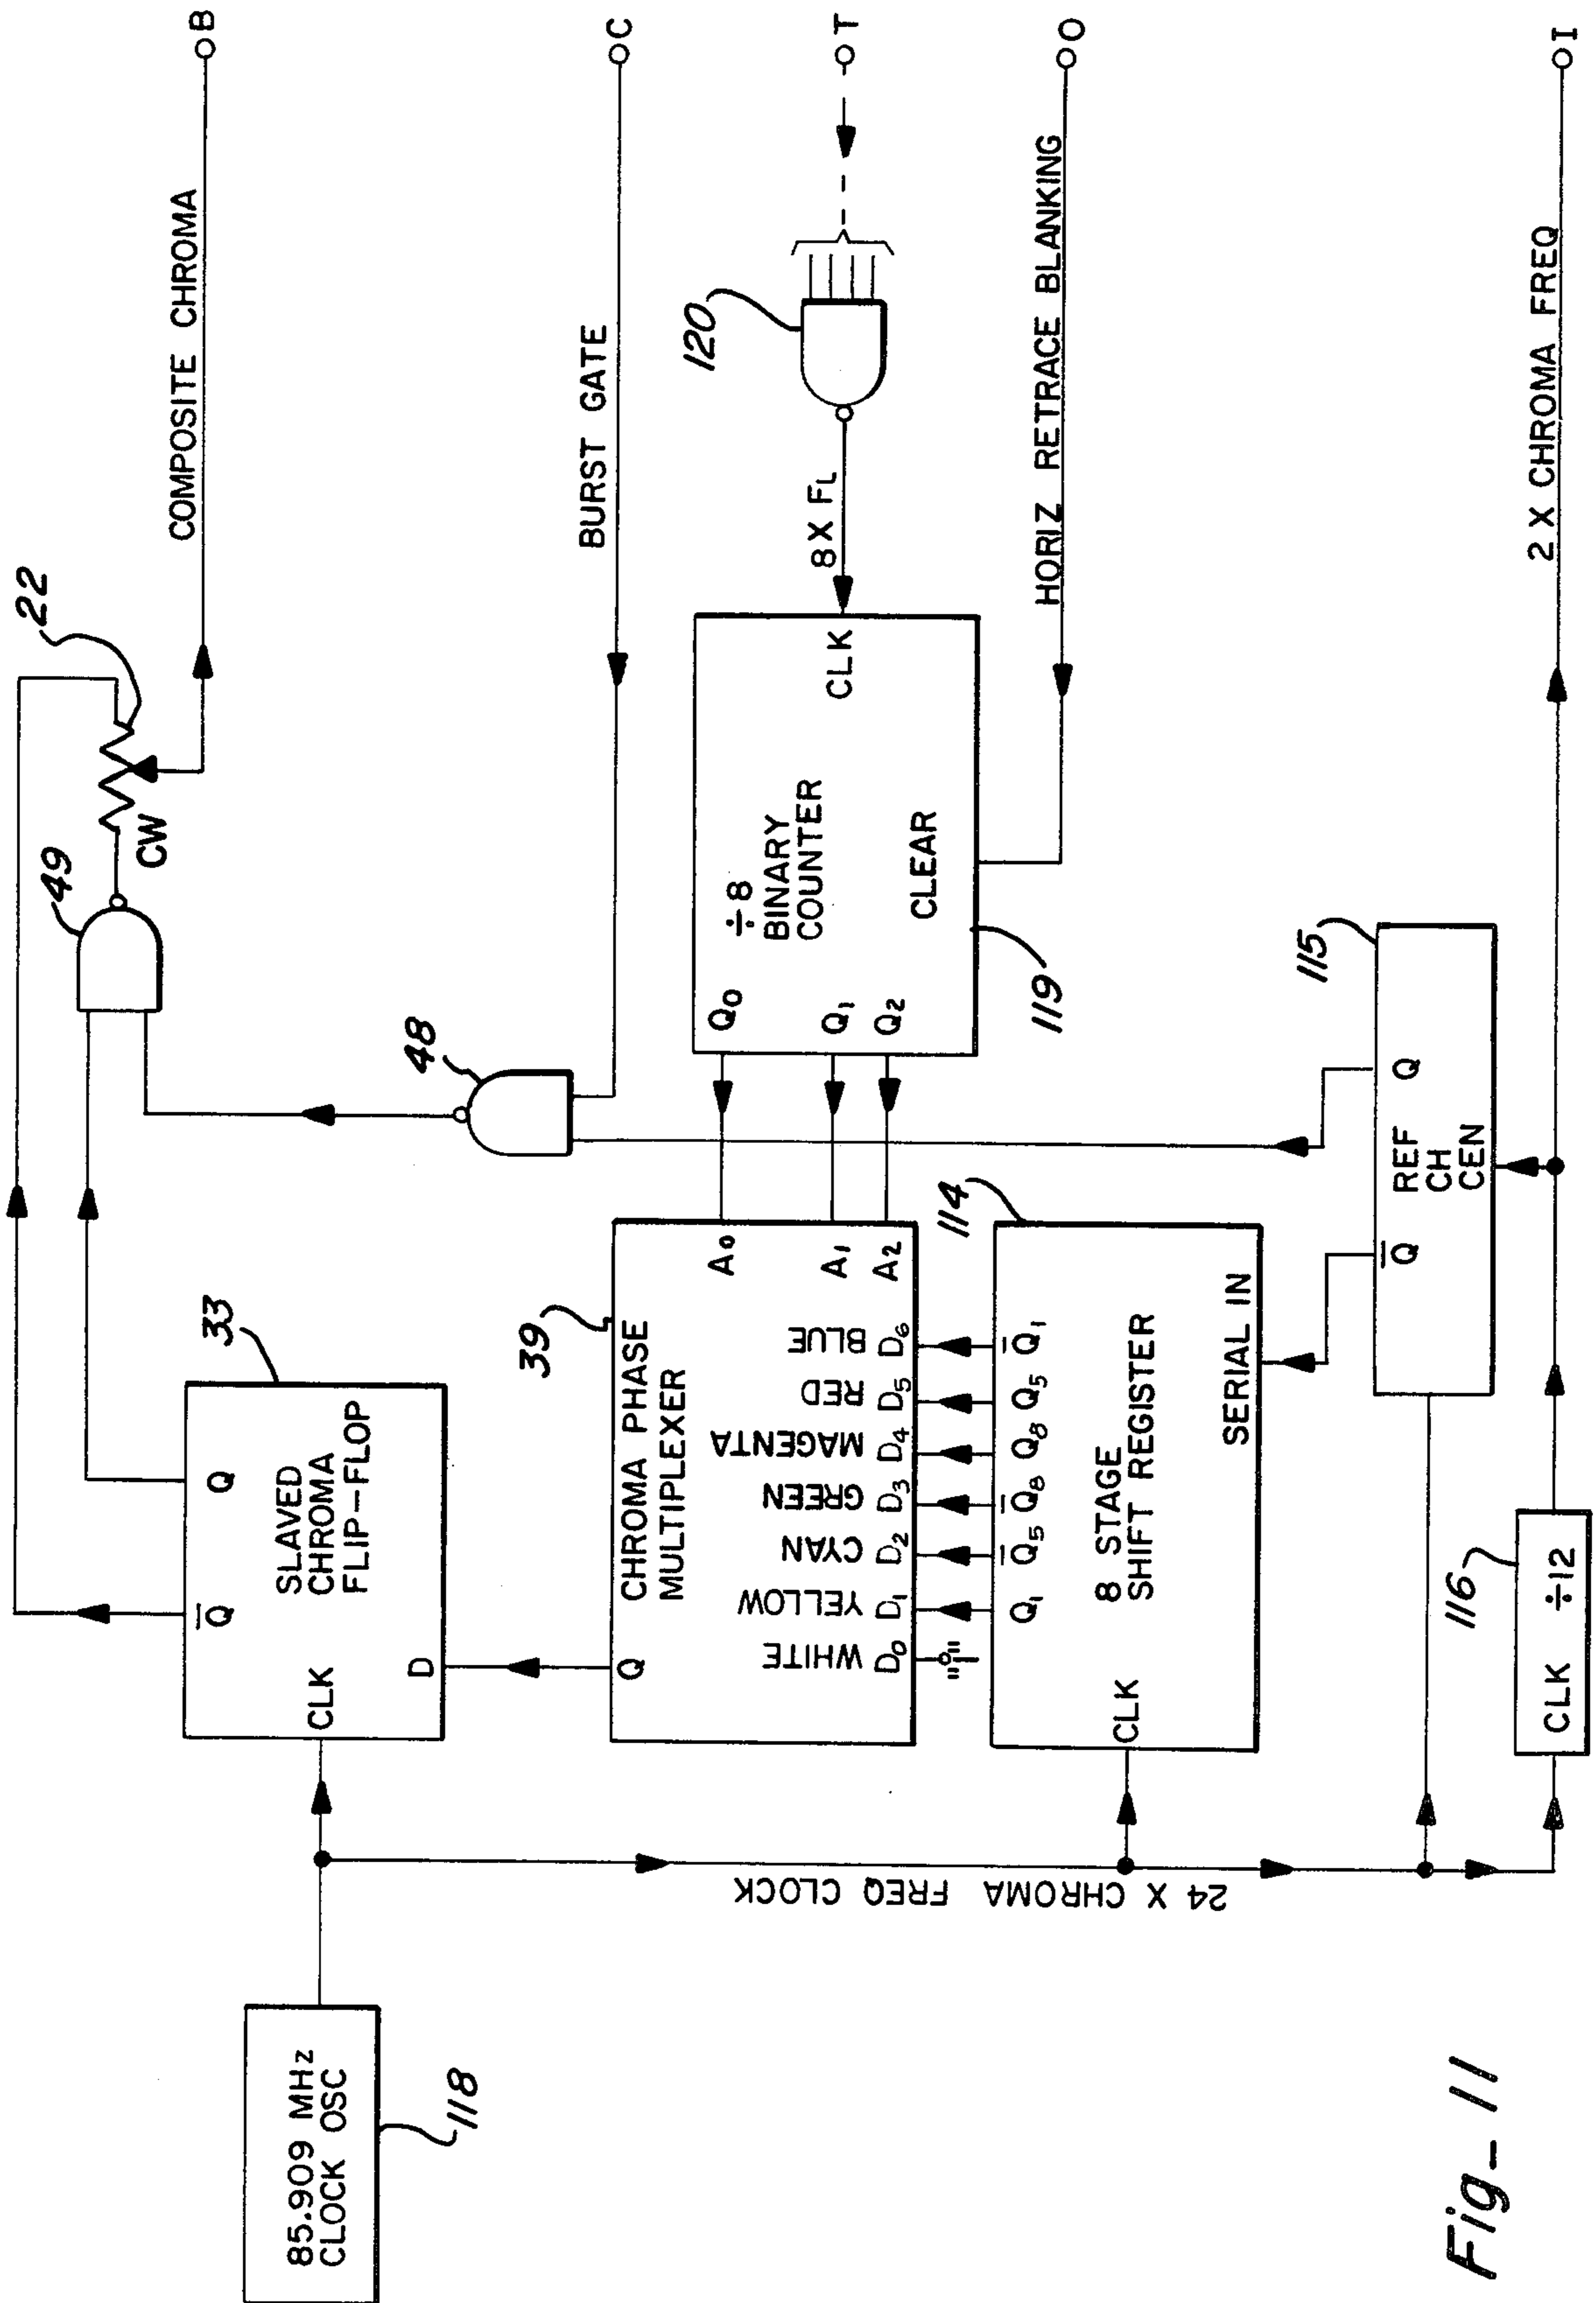 22
COMPOSITE CHROMA
B
49
CW
33
SLAVED
CHROMA
FLIP-FLOP
Q̅
Q
CLK
D
85.909 MHz
CLOCK OSC
118
BURST GATE
C
48
120
T
8 X FL
÷8
BINARY
COUNTER
Q0
Q1
Q2
CLK
CLEAR
119
HORIZ RETRACE BLANKING
O
39
CHROMA PHASE
MULTIPLEXER
Q
A0
A1
A2
WHITE
YELLOW
CYAN
GREEN
MAGENTA
RED
BLUE
D0
D1
D2
D3
D4
D5
D6
"1"
Q1
Q̅5
Q̅8
Q8
Q5
Q̅1
114
8 STAGE
SHIFT REGISTER
CLK
SERIAL IN
24 X CHROMA FREQ CLOCK
115
Q̅
REF
CH
CEN
Q
116
CLK ÷12
2 X CHROMA FREQ
I
Fig-11